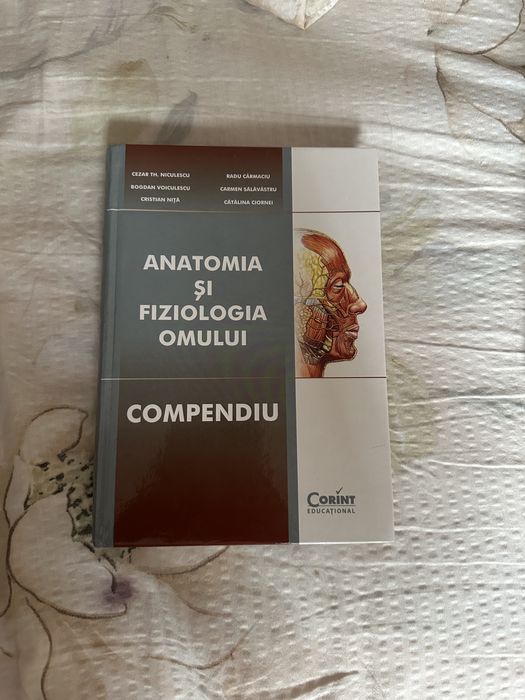 CEZAR TH. NICULESCU
BOGDAN VOICULESCU
CRISTIAN NIȚĂ
RADU CÂRMACIU
CARMEN SĂLĂVĂSTRU
CĂTĂLINA CIORNEI
ANATOMIA
ȘI
FIZIOLOGIA
OMULUI
COMPENDIU
CORINT
EDUCAȚIONAL